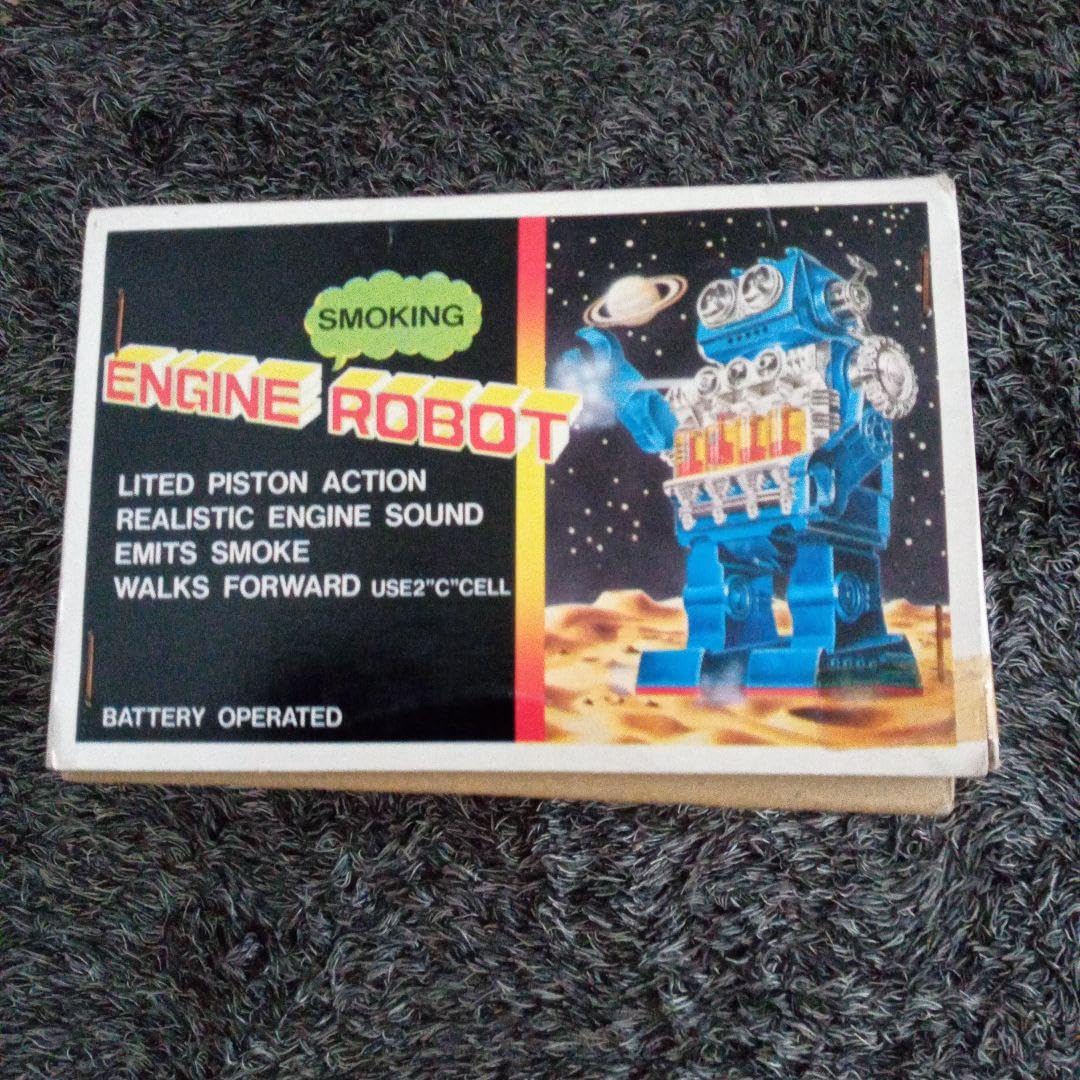 SMOKING
ENGINE ROBOT
LITED PISTON ACTION
REALISTIC ENGINE SOUND
EMITS SMOKE
WALKS FORWARD USE2"C"CELL
BATTERY OPERATED